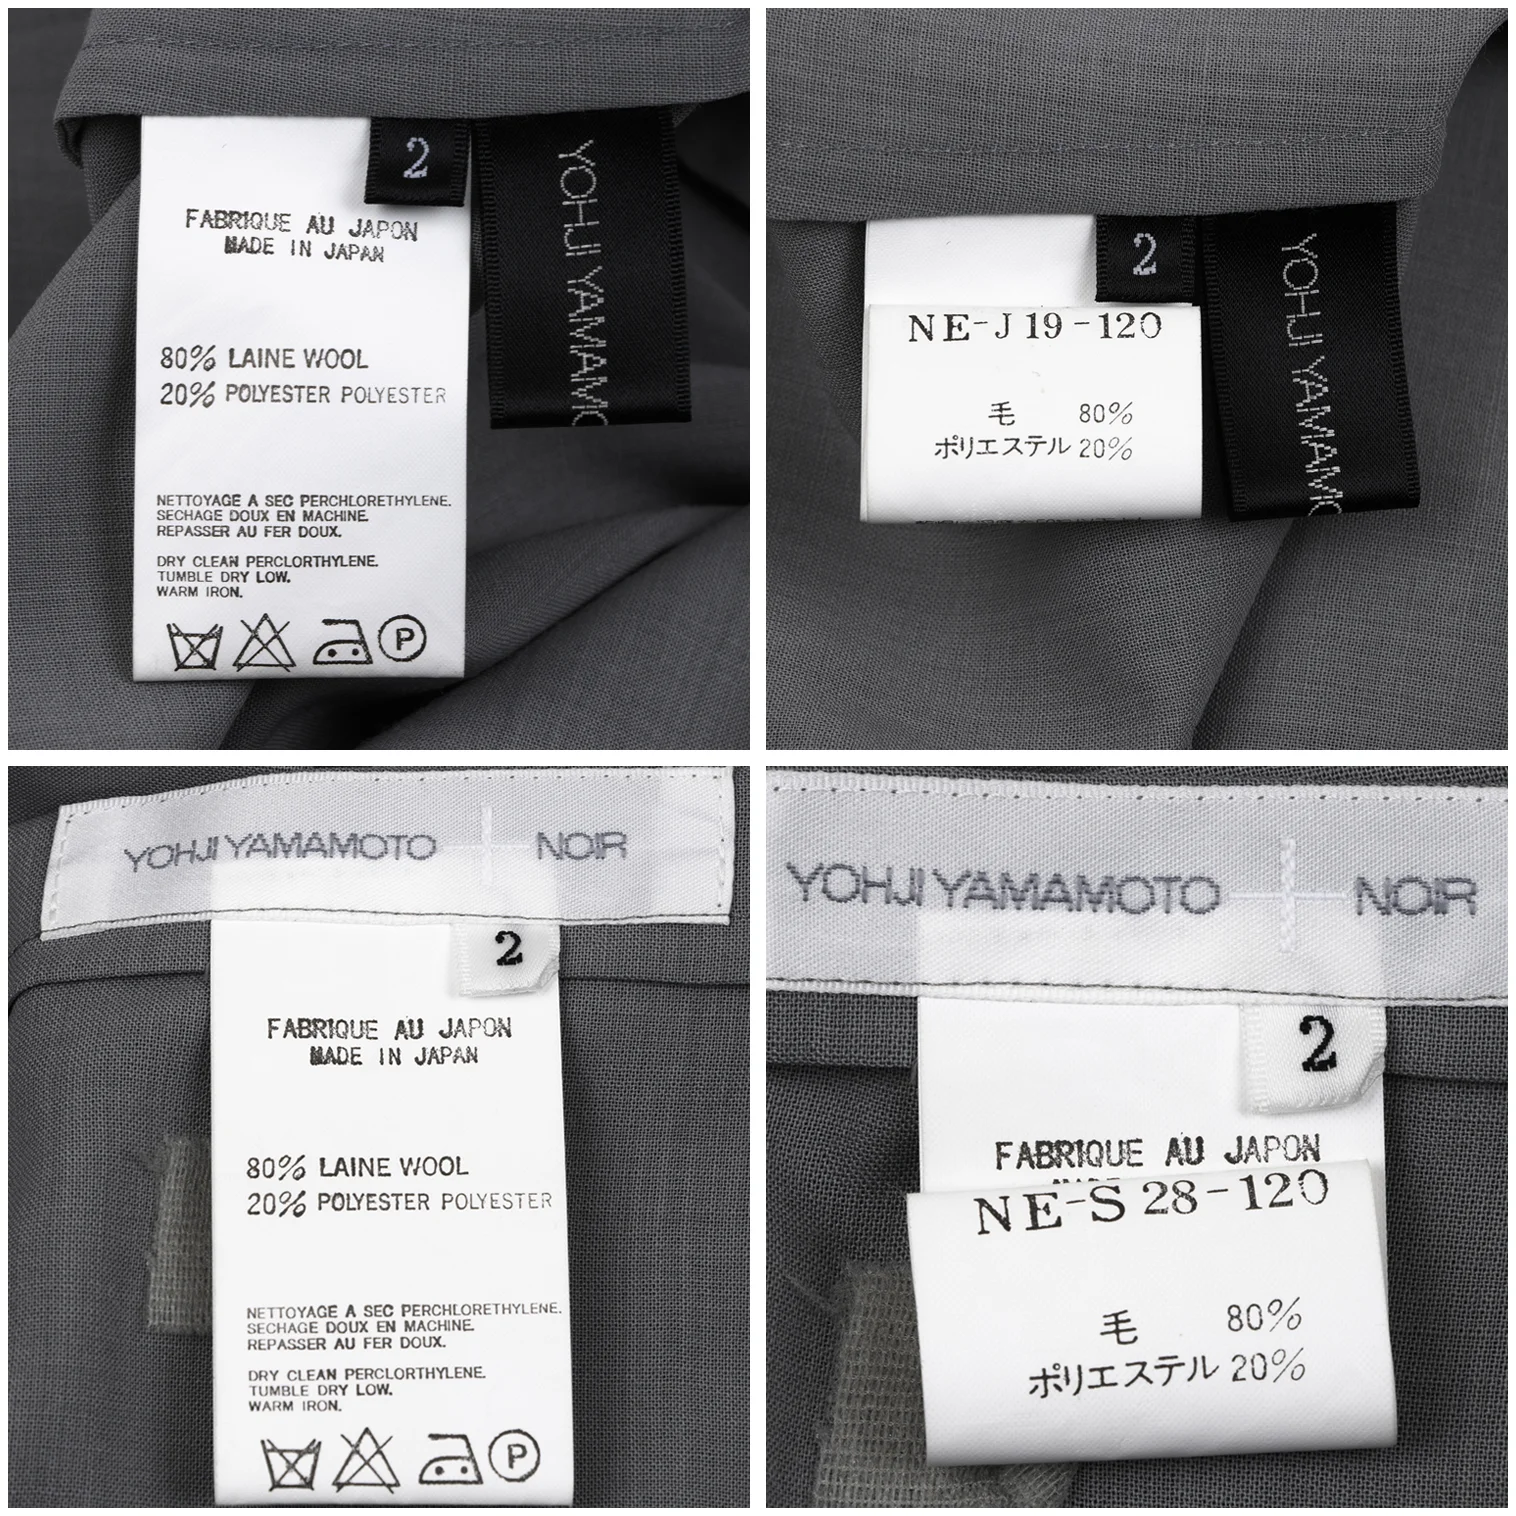 2
YOHJI YAMAMO
FABRIQUE AU JAPON
MADE IN JAPAN
80% LAINE WOOL
20% POLYESTER POLYESTER
NETTOYAGE A SEC PERCHLORETHYLENE.
SECHAGE DOUX EN MACHINE.
REPASSER AU FER DOUX.
DRY CLEAN PERCLORTHYLENE.
TUMBLE DRY LOW.
WARM IRON.
P
2
YOHJI YAMAMO
NE-J19-120
毛 80%
ポリエステル 20%
YOHJI YAMAMOTO NOIR
2
FABRIQUE AU JAPON
MADE IN JAPAN
80% LAINE WOOL
20% POLYESTER POLYESTER
NETTOYAGE A SEC PERCHLORETHYLENE.
SECHAGE DOUX EN MACHINE.
REPASSER AU FER DOUX.
DRY CLEAN PERCLORTHYLENE.
TUMBLE DRY LOW.
WARM IRON.
P
YOHJI YAMAMOTO NOIR
2
FABRIQUE AU JAPON
NE-S28-120
毛 80%
ポリエステル 20%